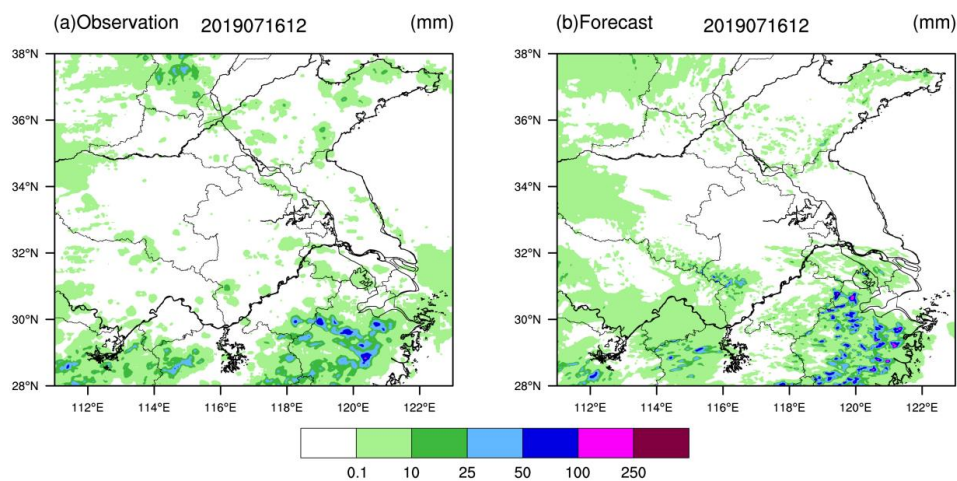 (a)Observation 2019071612 (mm)
(b)Forecast 2019071612 (mm)
38°N
36°N
34°N
32°N
30°N
28°N
112°E 114°E 116°E 118°E 120°E 122°E
38°N
36°N
34°N
32°N
30°N
28°N
112°E 114°E 116°E 118°E 120°E 122°E
0.1 10 25 50 100 250